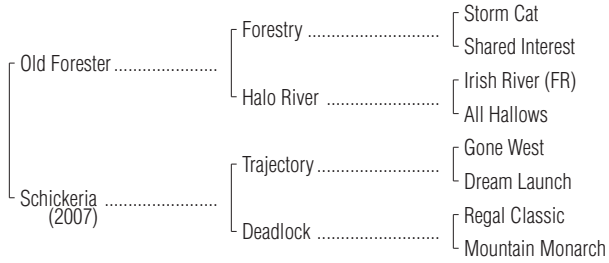 Storm Cat
Forestry
Shared Interest
Old Forester
Irish River (FR)
Halo River
All Hallows
Gone West
Trajectory
Dream Launch
Schickeria
(2007)
Regal Classic
Deadlock
Mountain Monarch